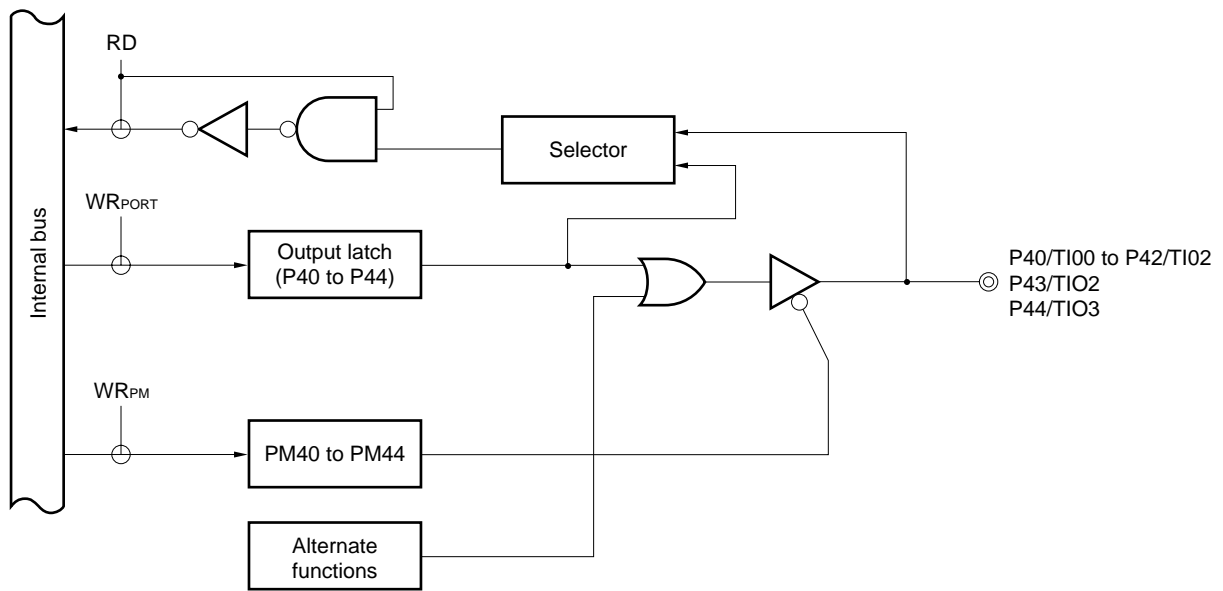 RD
Selector
WRPORT
Internal bus
Output latch
(P40 to P44)
P40/TI00 to P42/TI02
P43/TIO2
P44/TIO3
WRPM
PM40 to PM44
Alternate
functions